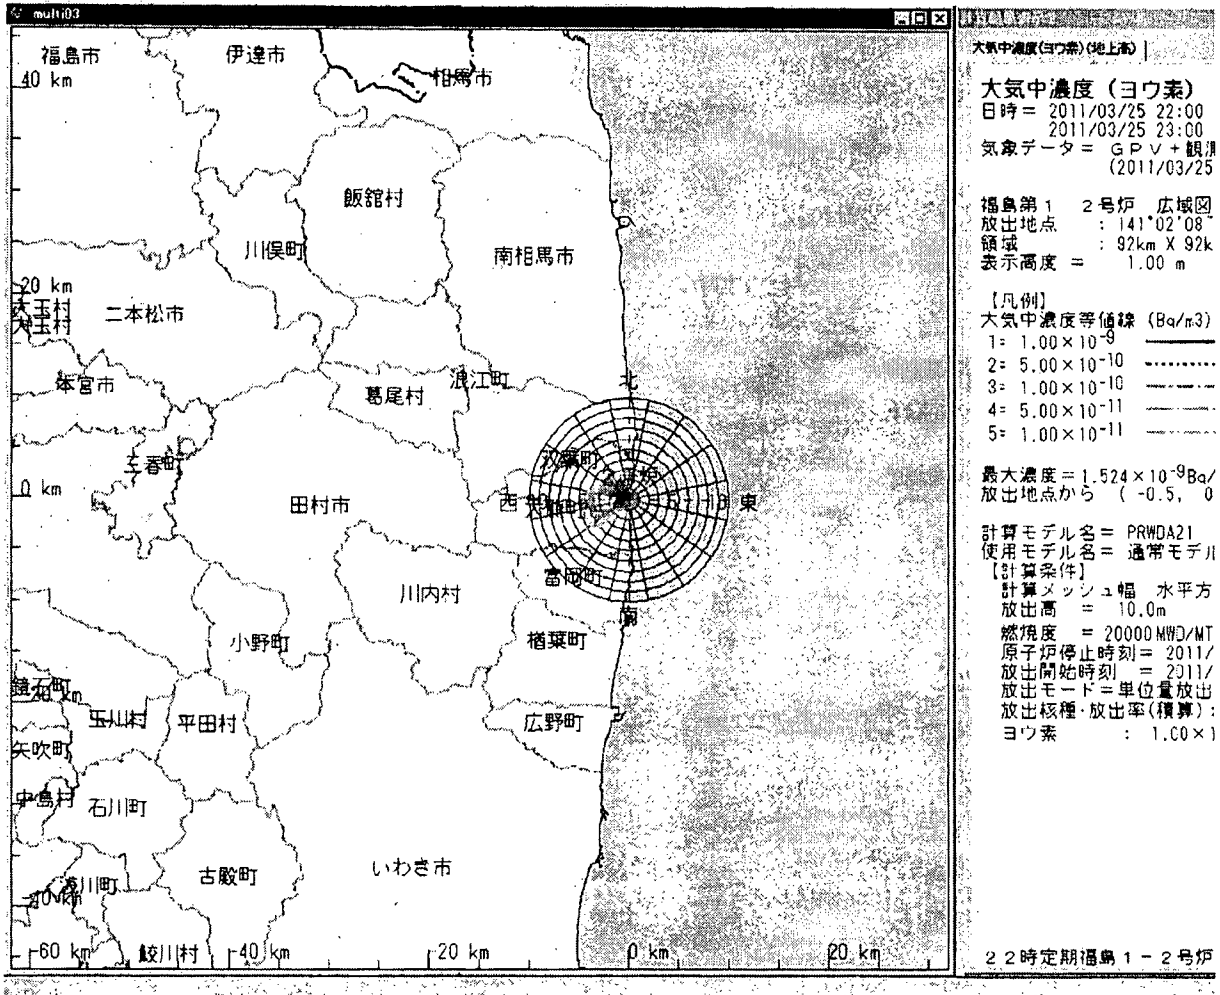 multi03
福島市
伊達市
相馬市
40 km
飯舘村
川俣町
南相馬市
20 km
大玉村
大玉村
二本松市
本宮市
浪江町
葛尾村
北
三春町
双葉町
0 km
田村市
西
東
富岡町
川内村
南
小野町
楢葉町
鏡石町
玉川村
平田村
広野町
矢吹町
中島村
石川町
いわき市
古殿町
浅川町
-60 km
鮫川村
-40 km
-20 km
0 km
20 km
大気中濃度(ヨウ素)(地上高)
大気中濃度(ヨウ素)
日時= 2011/03/25 22:00
2011/03/25 23:00
気象データ= GPV+観測
(2011/03/25
福島第1 2号炉 広域図
放出地点 : 141°02'08"
領域 : 92km X 92k
表示高度 = 1.00 m
【凡例】
大気中濃度等値線 (Bq/m3)
1= 1.00×10-9
2= 5.00×10-10
3= 1.00×10-10
4= 5.00×10-11
5= 1.00×10-11
最大濃度=1.524×10-9Bq/
放出地点から ( -0.5, 0
計算モデル名= PRWDA21
使用モデル名= 通常モデル
【計算条件】
計算メッシュ幅 水平方
放出高 = 10.0m
燃焼度 = 20000MWD/MT
原子炉停止時刻= 2011/
放出開始時刻 = 2011/
放出モード=単位量放出
放出核種・放出率(積算):
ヨウ素 : 1.00×1
22時定期福島1-2号炉